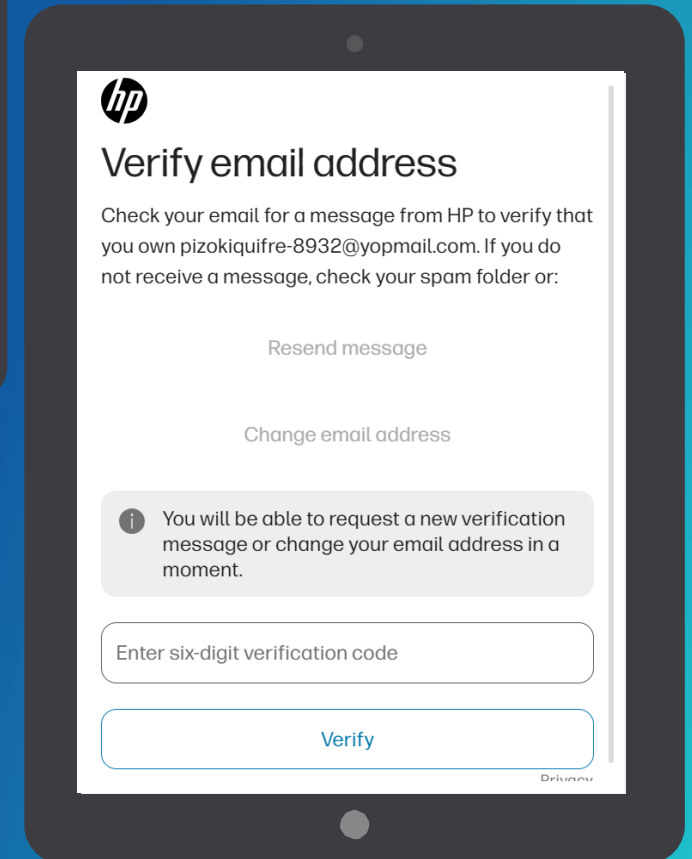 hp
Verify email address
Check your email for a message from HP to verify that
you own pizokiquifre-8932@yopmail.com. If you do
not receive a message, check your spam folder or:
Resend message
Change email address
You will be able to request a new verification
message or change your email address in a
moment.
Enter six-digit verification code
Verify
Privacy